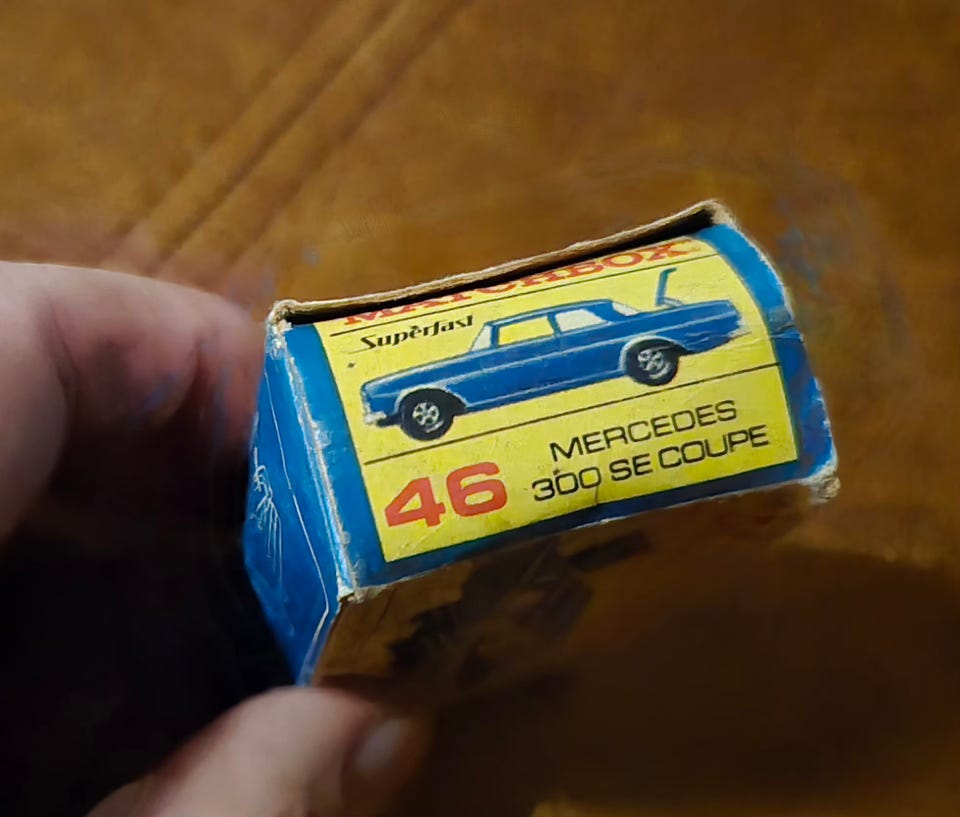 MATCHBOX
Superfast
46
MERCEDES
300 SE COUPE